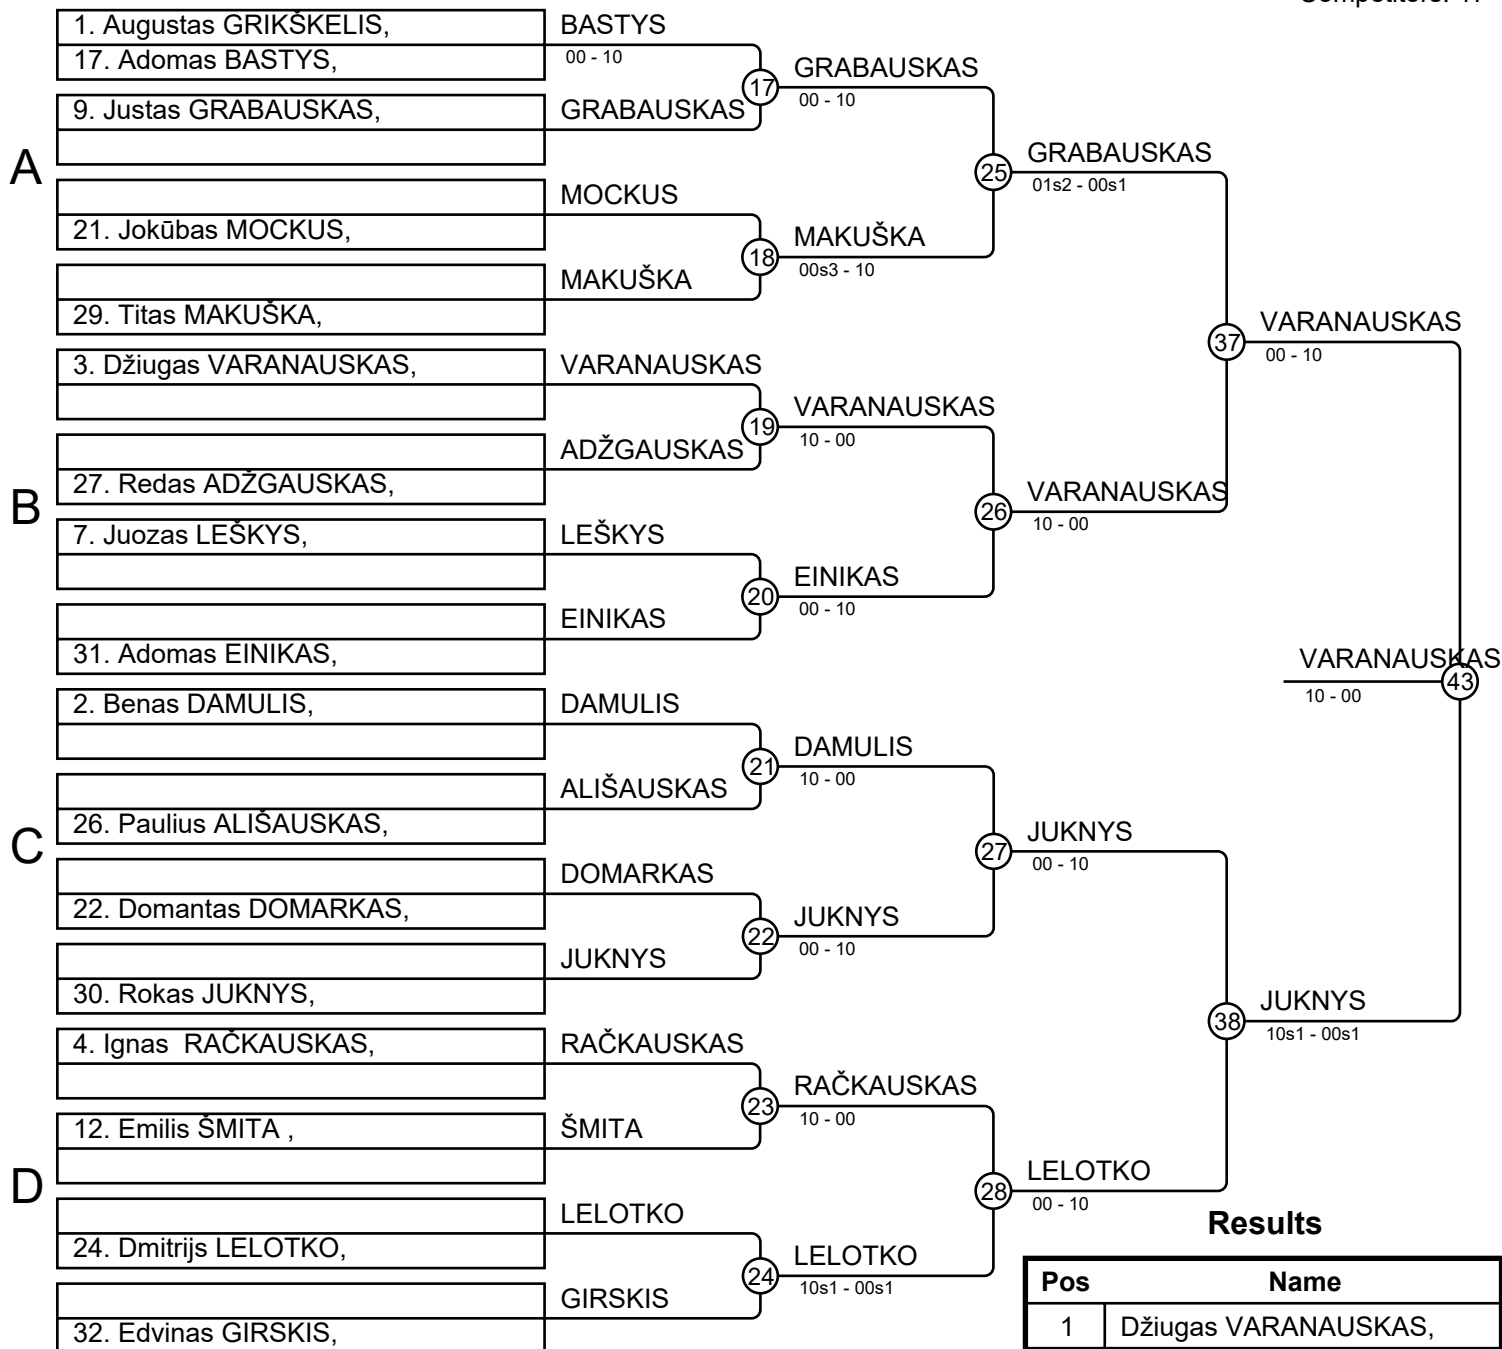 1. Augustas GRIKŠKELIS,
17. Adomas BASTYS,
9. Justas GRABAUSKAS,
A
21. Jokūbas MOCKUS,
29. Titas MAKUŠKA,
3. Džiugas VARANAUSKAS,
27. Redas ADŽGAUSKAS,
B
7. Juozas LEŠKYS,
31. Adomas EINIKAS,
2. Benas DAMULIS,
26. Paulius ALIŠAUSKAS,
C
22. Domantas DOMARKAS,
30. Rokas JUKNYS,
4. Ignas RAČKAUSKAS,
12. Emilis ŠMITA ,
D
24. Dmitrijs LELOTKO,
32. Edvinas GIRSKIS,
BASTYS
00 - 10
GRABAUSKAS
MOCKUS
MAKUŠKA
VARANAUSKAS
ADŽGAUSKAS
LEŠKYS
EINIKAS
DAMULIS
ALIŠAUSKAS
DOMARKAS
JUKNYS
RAČKAUSKAS
ŠMITA
LELOTKO
GIRSKIS
17
GRABAUSKAS
00 - 10
18
MAKUŠKA
00s3 - 10
19
VARANAUSKAS
10 - 00
20
EINIKAS
00 - 10
21
DAMULIS
10 - 00
22
JUKNYS
00 - 10
23
RAČKAUSKAS
10 - 00
24
LELOTKO
10s1 - 00s1
25
GRABAUSKAS
01s2 - 00s1
26
VARANAUSKAS
10 - 00
27
JUKNYS
00 - 10
28
LELOTKO
00 - 10
37
VARANAUSKAS
00 - 10
38
JUKNYS
10s1 - 00s1
VARANAUSKAS
43
10 - 00
Results
Pos Name
1 Džiugas VARANAUSKAS,